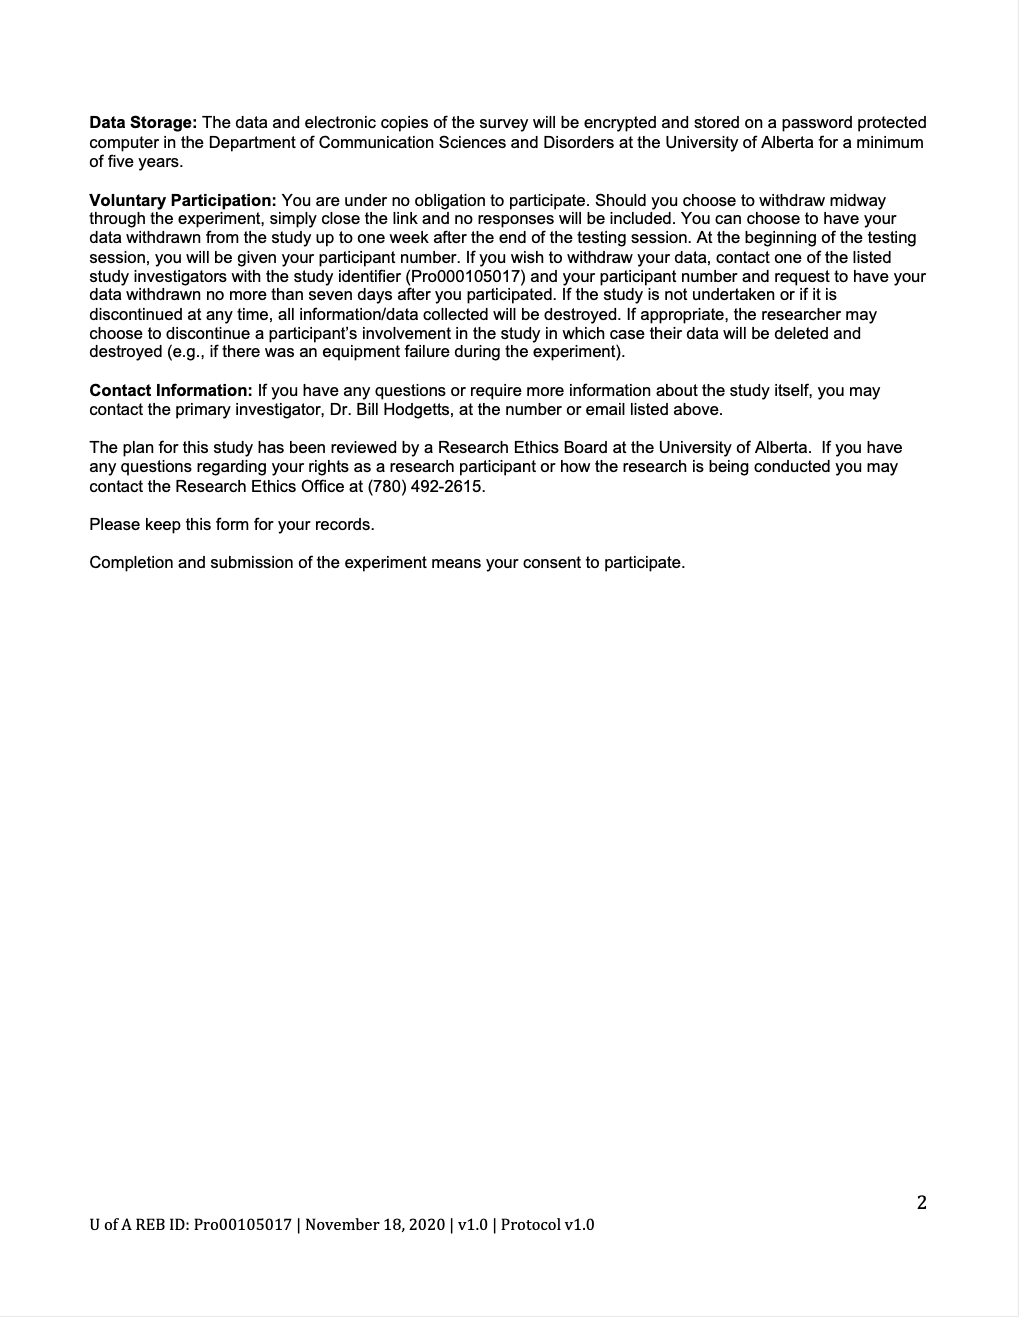 Data Storage: The data and electronic copies of the survey will be encrypted and stored on a password protected
computer in the Department of Communication Sciences and Disorders at the University of Alberta for a minimum
of five years.
Voluntary Participation: You are under no obligation to participate. Should you choose to withdraw midway
through the experiment, simply close the link and no responses will be included. You can choose to have your
data withdrawn from the study up to one week after the end of the testing session. At the beginning of the testing
session, you will be given your participant number. If you wish to withdraw your data, contact one of the listed
study investigators with the study identifier (Pro000105017) and your participant number and request to have your
data withdrawn no more than seven days after you participated. If the study is not undertaken or if it is
discontinued at any time, all information/data collected will be destroyed. If appropriate, the researcher may
choose to discontinue a participant’s involvement in the study in which case their data will be deleted and
destroyed (e.g., if there was an equipment failure during the experiment).
Contact Information: If you have any questions or require more information about the study itself, you may
contact the primary investigator, Dr. Bill Hodgetts, at the number or email listed above.
The plan for this study has been reviewed by a Research Ethics Board at the University of Alberta.  If you have
any questions regarding your rights as a research participant or how the research is being conducted you may
contact the Research Ethics Office at (780) 492-2615.
Please keep this form for your records.
Completion and submission of the experiment means your consent to participate.
2
U of A REB ID: Pro00105017 | November 18, 2020 | v1.0 | Protocol v1.0